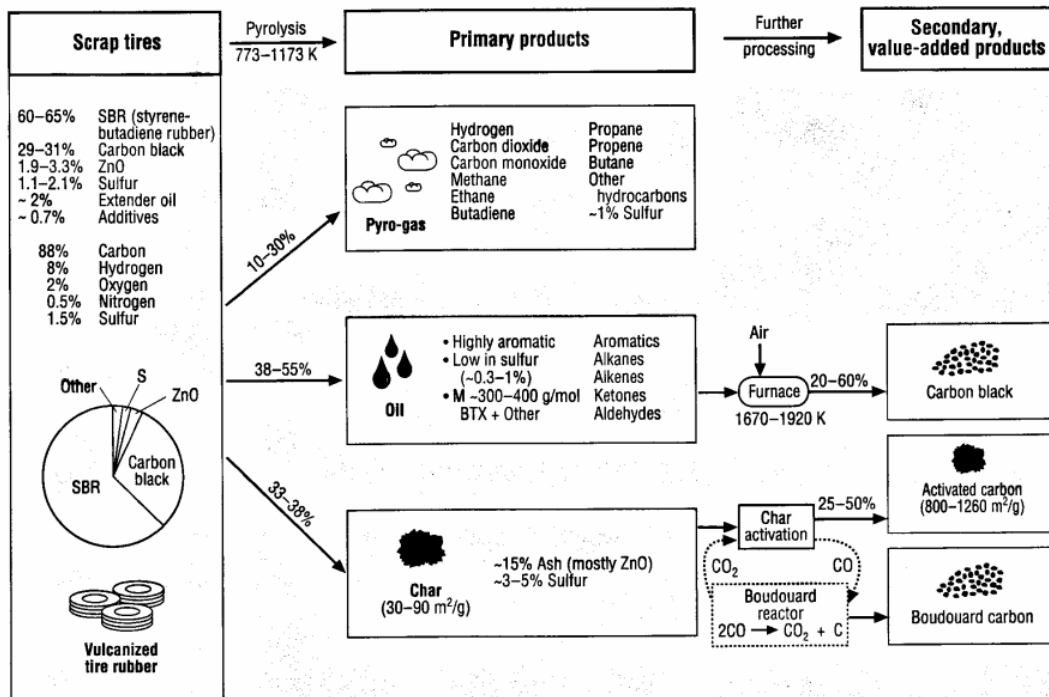 Scrap tires
Pyrolysis
773–1173 K
Primary products
Further
processing
Secondary,
value-added products
60–65% SBR (styrene-
butadiene rubber)
29–31% Carbon black
1.9–3.3% ZnO
1.1–2.1% Sulfur
~ 2% Extender oil
~ 0.7% Additives
88% Carbon
8% Hydrogen
2% Oxygen
0.5% Nitrogen
1.5% Sulfur
Other
S
ZnO
Carbon
black
SBR
Vulcanized
tire rubber
10–30%
Pyro-gas
Hydrogen Propane
Carbon dioxide Propene
Carbon monoxide Butane
Methane Other
Ethane hydrocarbons
Butadiene ~1% Sulfur
38–55%
Oil
• Highly aromatic Aromatics
• Low in sulfur Alkanes
(~0.3–1%) Alkenes
• M ~300–400 g/mol Ketones
BTX + Other Aldehydes
Air
Furnace
1670–1920 K
20–60%
Carbon black
33–38%
Char
(30–90 m²/g)
~15% Ash (mostly ZnO)
~3–5% Sulfur
Char
activation
25–50%
Activated carbon
(800–1260 m²/g)
CO₂
CO
Boudouard
reactor
2CO → CO₂ + C
Boudouard carbon